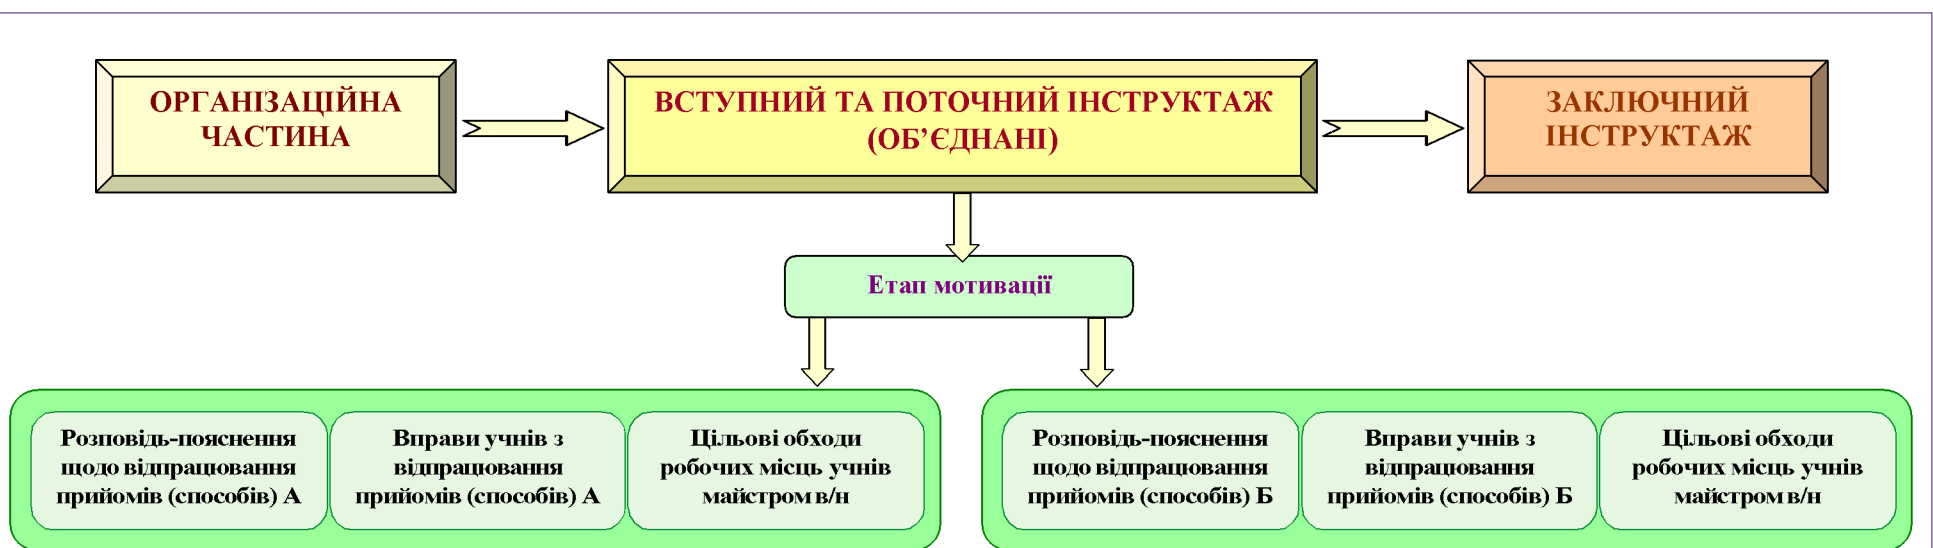 ОРГАНІЗАЦІЙНА
ЧАСТИНА
ВСТУПНИЙ ТА ПОТОЧНИЙ ІНСТРУКТАЖ
(ОБ’ЄДНАНІ)
ЗАКЛЮЧНИЙ
ІНСТРУКТАЖ
Етап мотивації
Розповідь-пояснення
щодо відпрацювання
прийомів (способів) А
Вправи учнів з
відпрацювання
прийомів (способів) А
Цільові обходи
робочих місць учнів
майстром в/н
Розповідь-пояснення
щодо відпрацювання
прийомів (способів) Б
Вправи учнів з
відпрацювання
прийомів (способів) Б
Цільові обходи
робочих місць учнів
майстром в/н